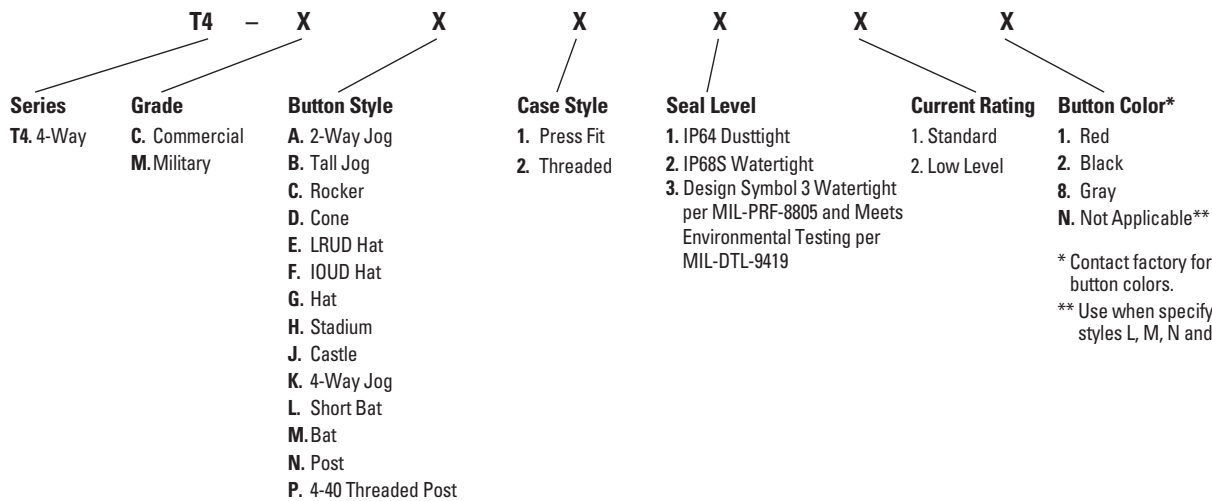 T4 – X X X X X X
Series
T4. 4-Way
Grade
C. Commercial
M. Military
Button Style
A. 2-Way Jog
B. Tall Jog
C. Rocker
D. Cone
E. LRUD Hat
F. IOUD Hat
G. Hat
H. Stadium
J. Castle
K. 4-Way Jog
L. Short Bat
M. Bat
N. Post
P. 4-40 Threaded Post
Case Style
1. Press Fit
2. Threaded
Seal Level
1. IP64 Dusttight
2. IP68S Watertight
3. Design Symbol 3 Watertight
per MIL-PRF-8805 and Meets
Environmental Testing per
MIL-DTL-9419
Current Rating
1. Standard
2. Low Level
Button Color*
1. Red
2. Black
8. Gray
N. Not Applicable**
* Contact factory for
button colors.
** Use when specify
styles L, M, N and